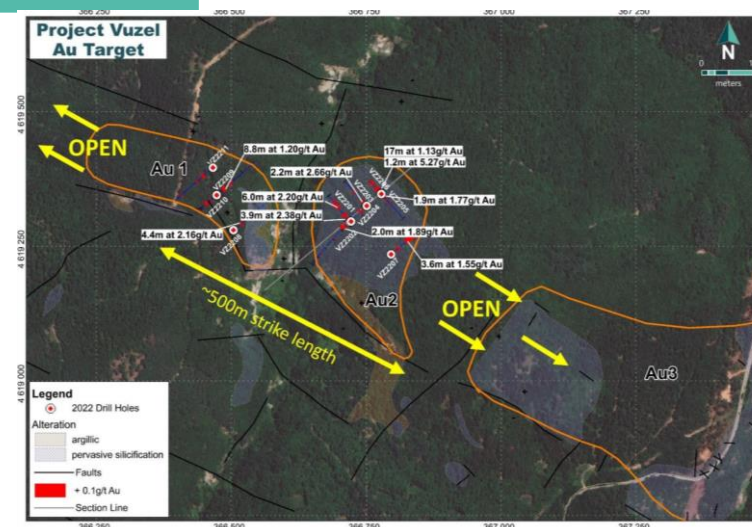 366 250
366 500
366 750
367 000
367 250
Project Vuzel
Au Target
N
0
meters
4 619 500
4 619 250
4 619 000
OPEN
Au 1
8.8m at 1.20g/t Au
17m at 1.13g/t Au
1.2m at 5.27g/t Au
2.2m at 2.66g/t Au
6.0m at 2.20g/t Au
3.9m at 2.38g/t Au
1.9m at 1.77g/t Au
4.4m at 2.16g/t Au
2.0m at 1.89g/t Au
3.6m at 1.55g/t Au
VZ2207
~500m strike length
Au2
OPEN
Au3
Legend
2022 Drill Holes
Alteration
argillic
pervasive silicification
Faults
+ 0.1g/t Au
Section Line
366 250
366 500
366 750
367 000
367 250